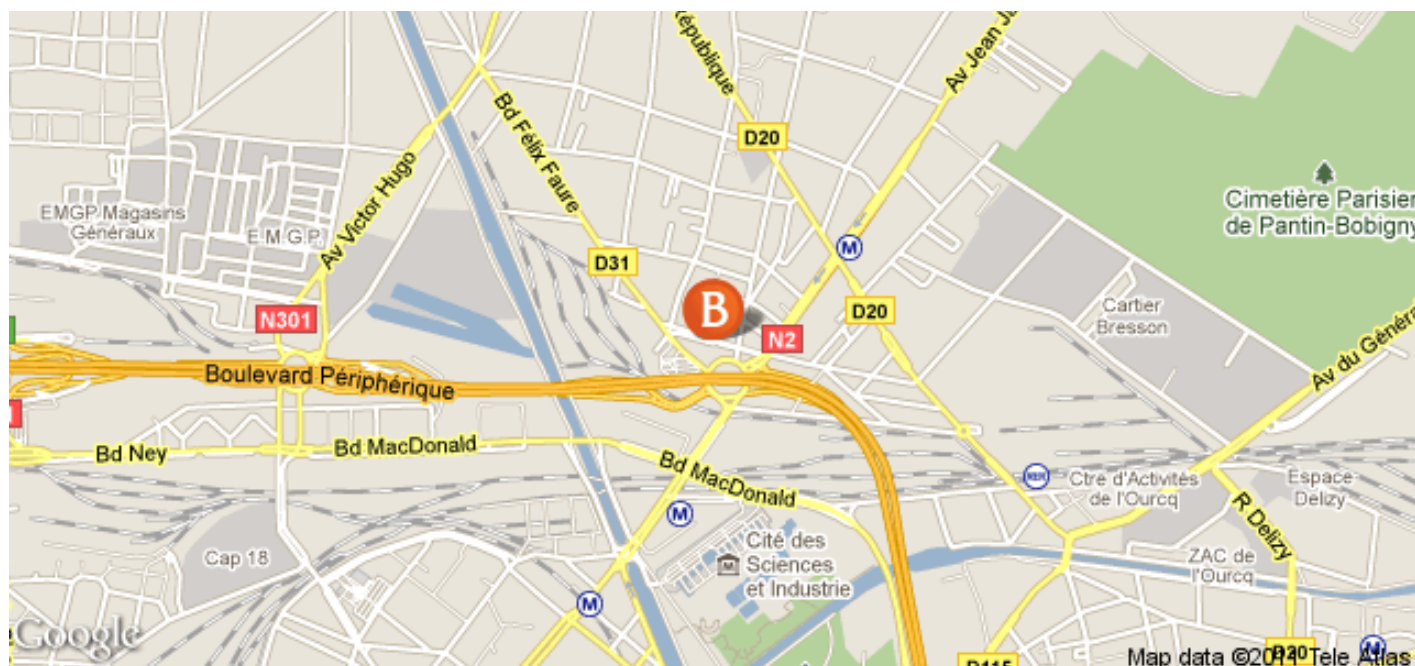 République
Av Jean J
Bd Félix Faure
D20
Av Victor Hugo
Cimetière Parisien
de Pantin-Bobigny
EMGP Magasins
Généraux
E.M.G.P.
M
D31
B
N301
N2
D20
Cartier
Bresson
Av du Généra
Boulevard Périphérique
Bd Ney
Bd MacDonald
Bd MacDonald
RER
Ctre d'Activités
de l'Ourcq
Espace
Delizy
R Delizy
M
Cap 18
Cité des
Sciences
et Industrie
ZAC de
l'Ourcq
M
Google
D115
D20
M
Map data ©2011 Tele Atlas